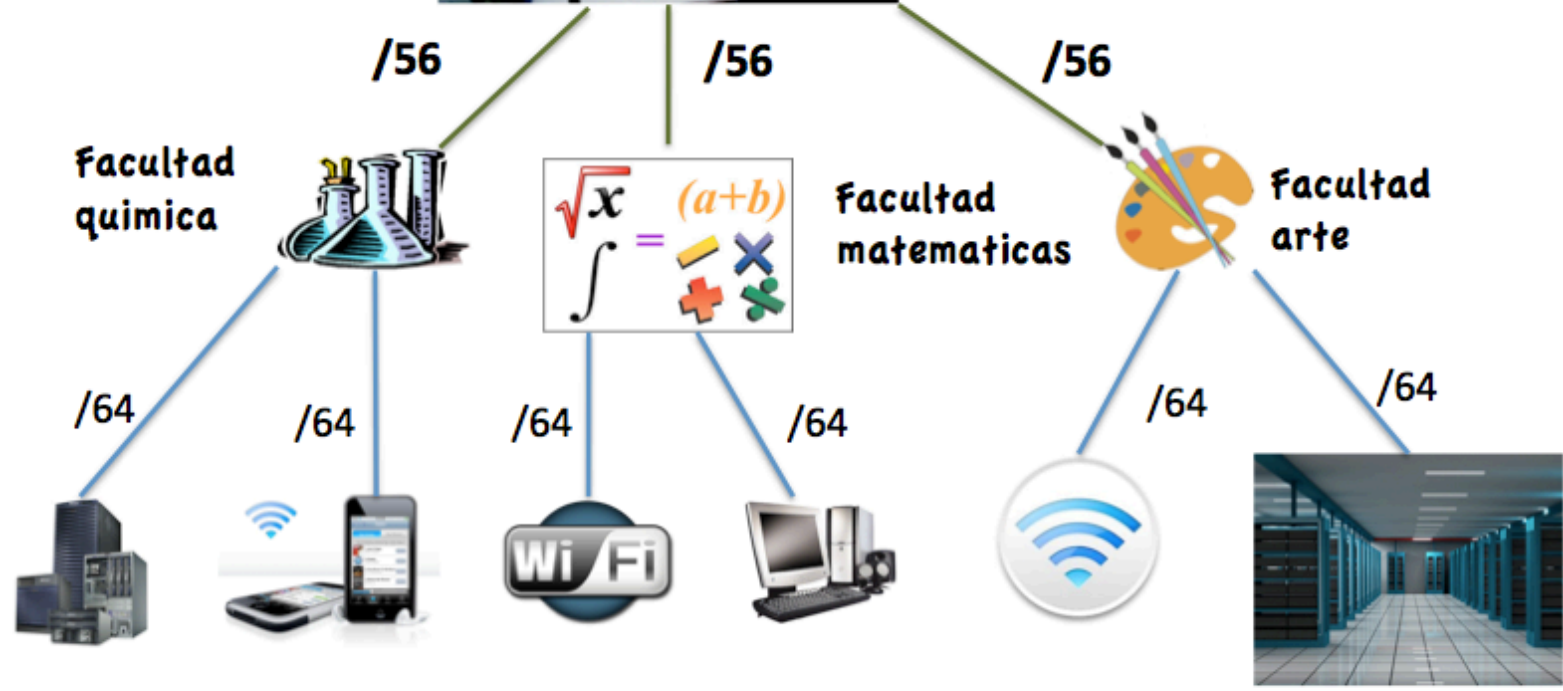 /56
/56
/56
Facultad
quimica
Facultad
matematicas
Facultad
arte
√x
(a+b)
=
∫
/64
/64
/64
/64
/64
/64
Wi Fi